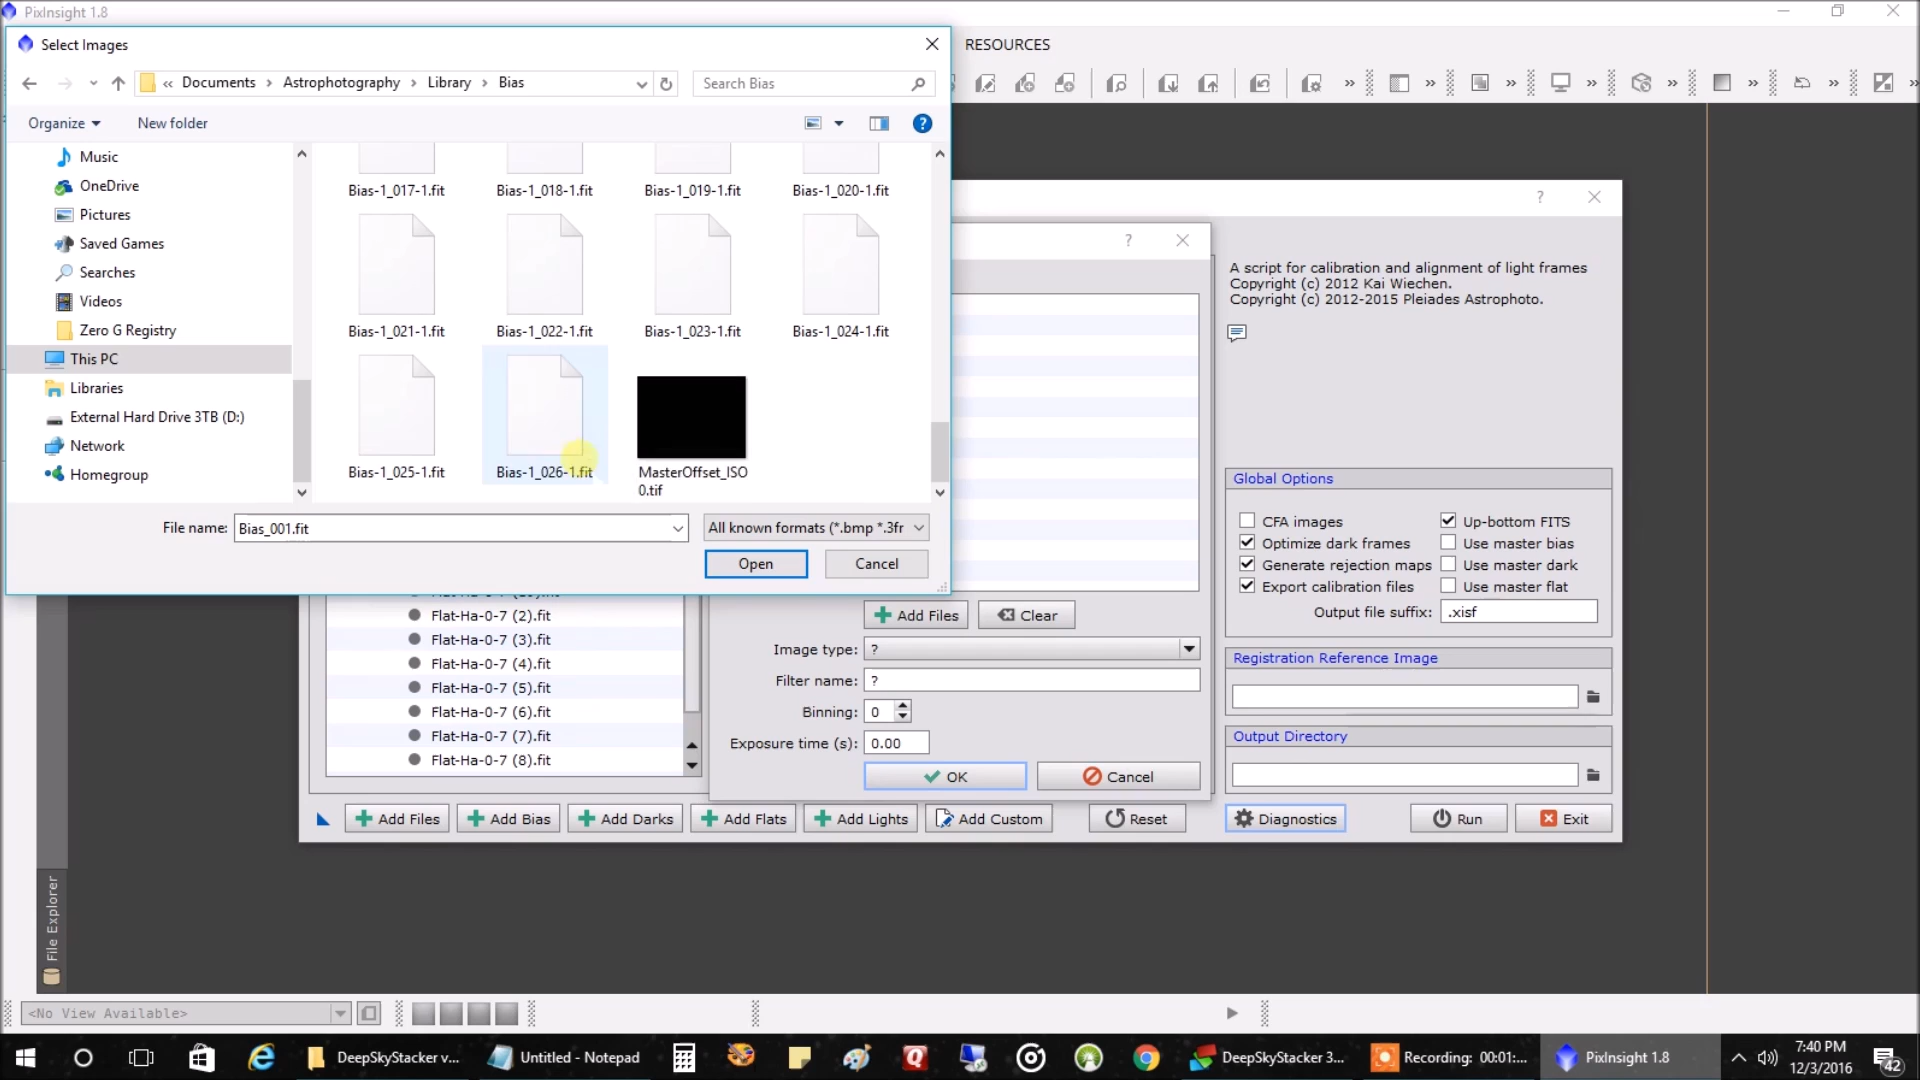 PixInsight 1.8
Select Images
RESOURCES
« Documents › Astrophotography › Library › Bias
Search Bias
Organize
New folder
Music
OneDrive
Pictures
Saved Games
Searches
Videos
Zero G Registry
This PC
Libraries
External Hard Drive 3TB (D:)
Network
Homegroup
Bias-1_017-1.fit
Bias-1_018-1.fit
Bias-1_019-1.fit
Bias-1_020-1.fit
Bias-1_021-1.fit
Bias-1_022-1.fit
Bias-1_023-1.fit
Bias-1_024-1.fit
Bias-1_025-1.fit
Bias-1_026-1.fit
MasterOffset_ISO
0.tif
File name: Bias_001.fit
All known formats (*.bmp *.3fr
Open
Cancel
A script for calibration and alignment of light frames
Copyright (c) 2012 Kai Wiechen.
Copyright (c) 2012-2015 Pleiades Astrophoto.
Global Options
CFA images
Up-bottom FITS
Optimize dark frames
Use master bias
Generate rejection maps
Use master dark
Export calibration files
Use master flat
Output file suffix: .xisf
Registration Reference Image
Output Directory
Flat-Ha-0-7 (2).fit
Flat-Ha-0-7 (3).fit
Flat-Ha-0-7 (4).fit
Flat-Ha-0-7 (5).fit
Flat-Ha-0-7 (6).fit
Flat-Ha-0-7 (7).fit
Flat-Ha-0-7 (8).fit
Add Files
Clear
Image type: ?
Filter name: ?
Binning: 0
Exposure time (s): 0.00
OK
Cancel
Add Files
Add Bias
Add Darks
Add Flats
Add Lights
Add Custom
Reset
Diagnostics
Run
Exit
File Explorer
<No View Available>
DeepSkyStacker v...
Untitled - Notepad
DeepSkyStacker 3...
Recording: 00:01:...
PixInsight 1.8
7:40 PM
12/3/2016
42